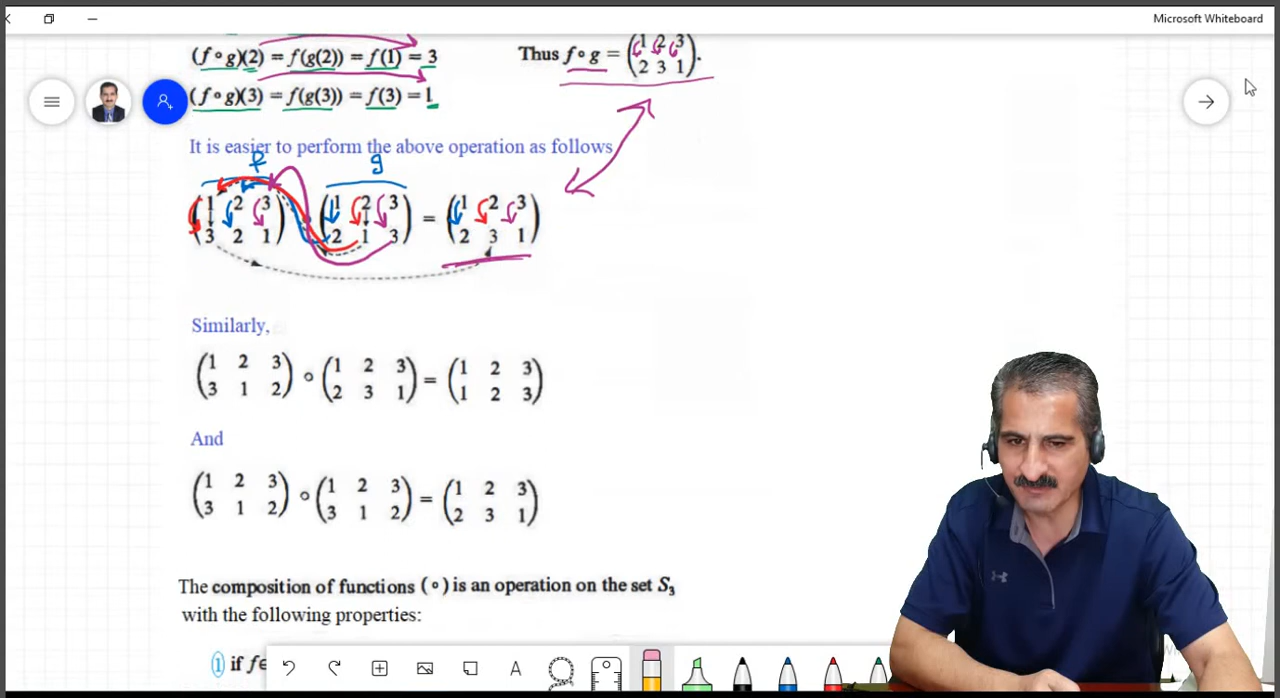 Microsoft Whiteboard
(f∘g)(2) = f(g(2)) = f(1) = 3
Thus f∘g = (1 2 3
2 3 1).
(f∘g)(3) = f(g(3)) = f(3) = 1
It is easier to perform the above operation as follows
f g
(1 2 3) (1 2 3) = (1 2 3)
(3 2 1) (2 1 3) (2 3 1)
Similarly,
(1 2 3) ∘ (1 2 3) = (1 2 3)
(3 1 2) (2 3 1) (1 2 3)
And
(1 2 3) ∘ (1 2 3) = (1 2 3)
(3 1 2) (3 1 2) (2 3 1)
The composition of functions (∘) is an operation on the set S₃
with the following properties:
① if